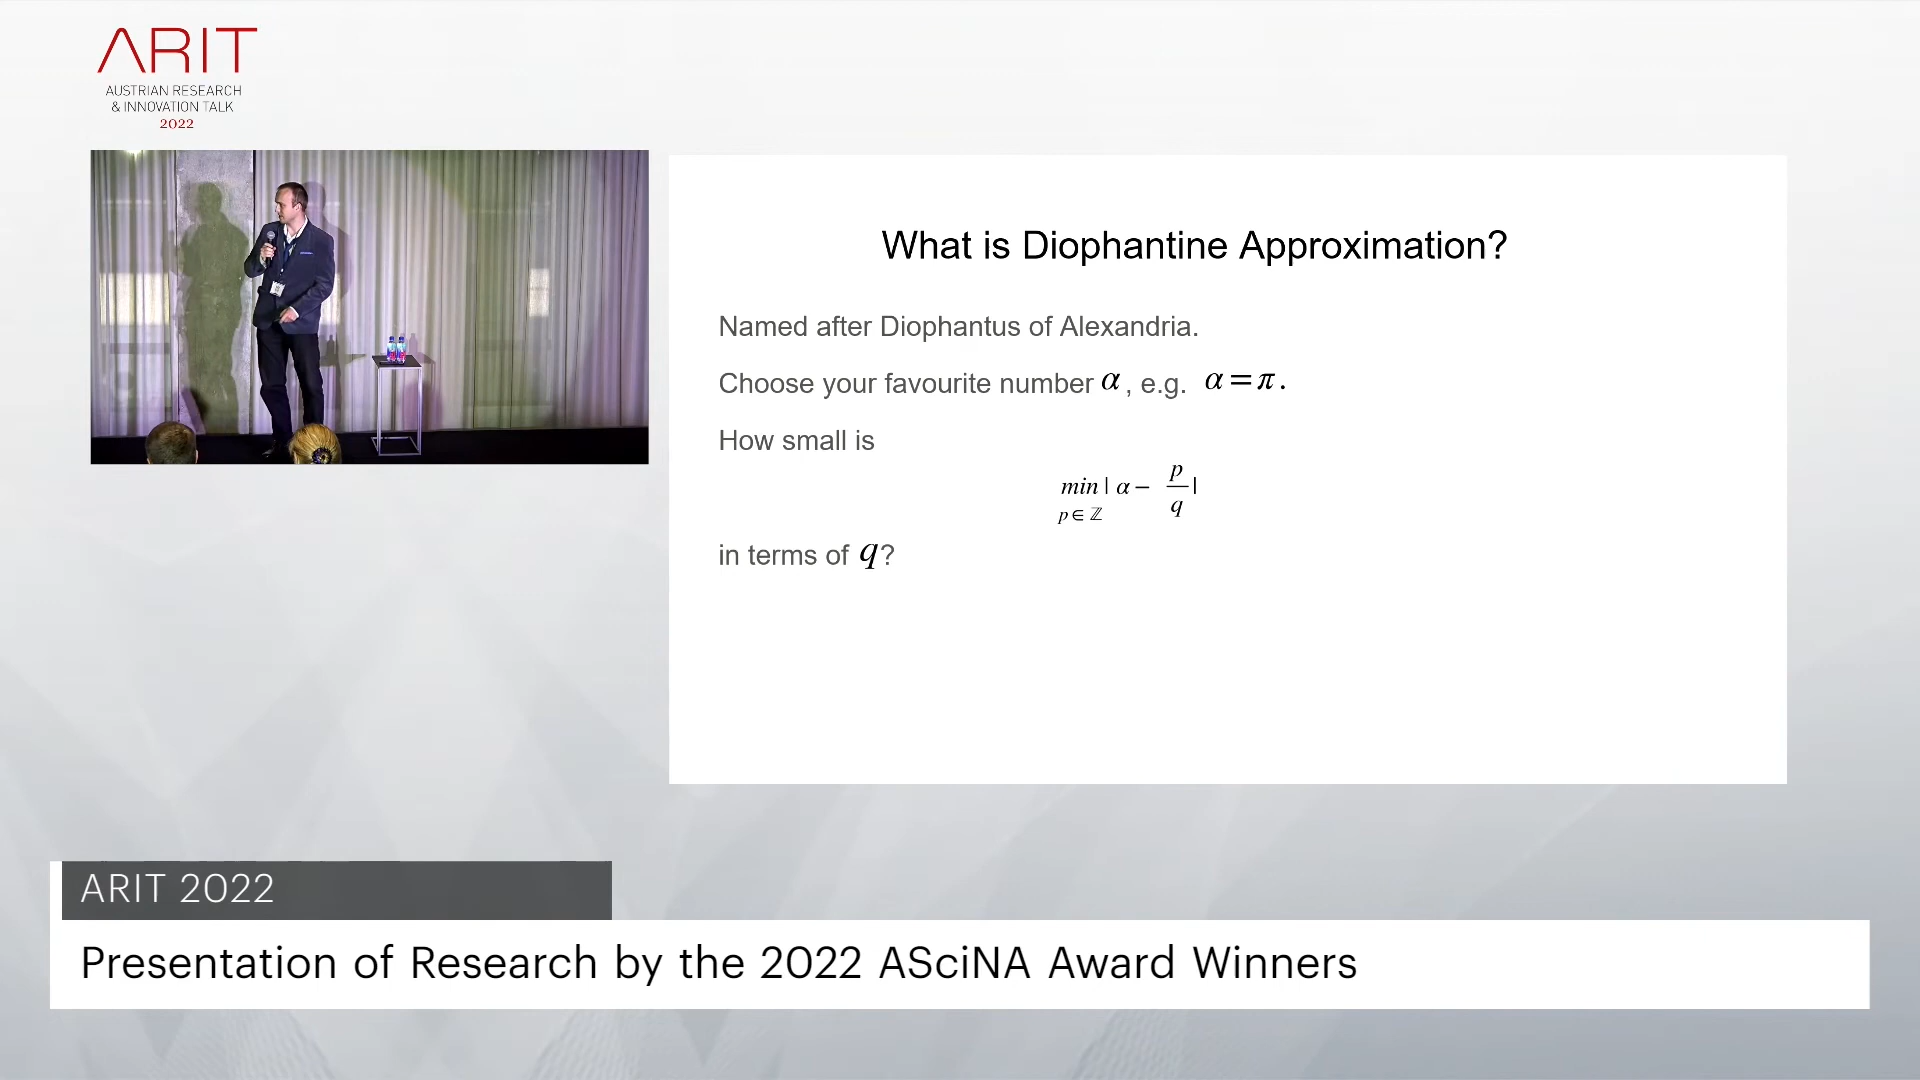 ARIT
AUSTRIAN RESEARCH
& INNOVATION TALK
2022
What is Diophantine Approximation?
Named after Diophantus of Alexandria.
Choose your favourite number α, e.g. α=π.
How small is
min | α − p/q |
p ∈ ℤ
in terms of q?
ARIT 2022
Presentation of Research by the 2022 ASciNA Award Winners